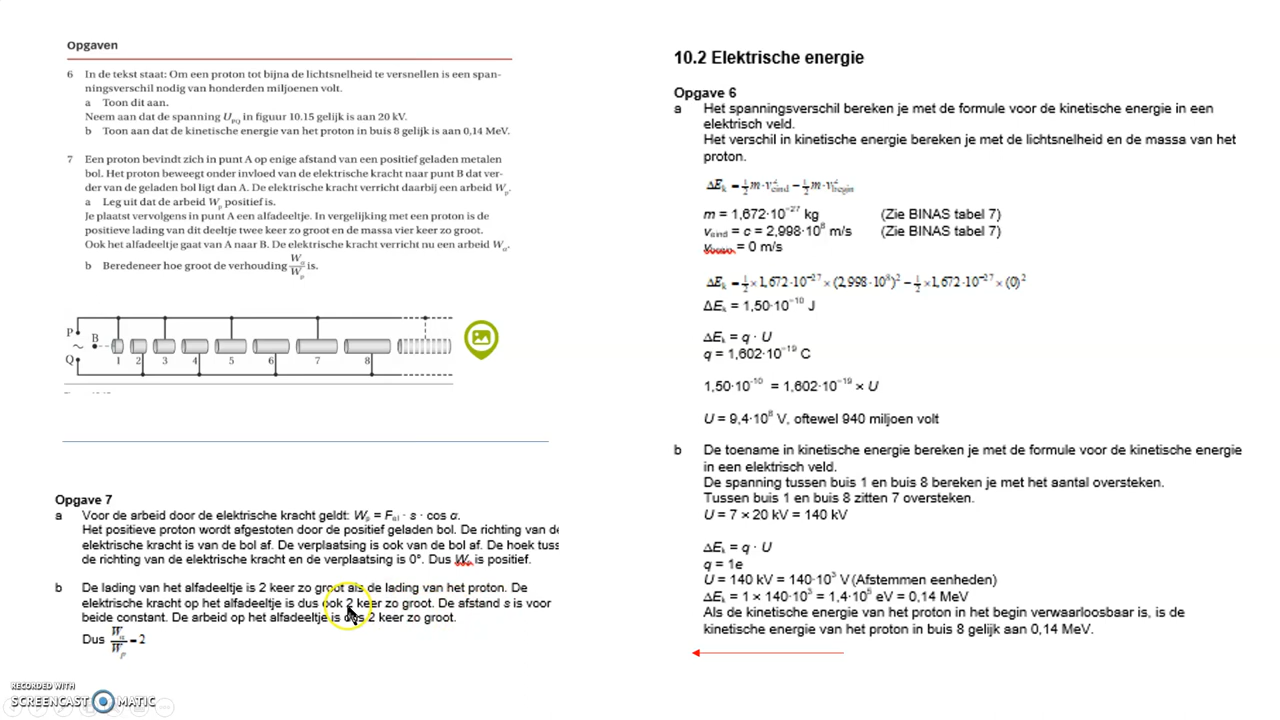 Opgaven
6 In de tekst staat: Om een proton tot bijna de lichtsnelheid te versnellen is een span-
ningsverschil nodig van honderden miljoenen volt.
a Toon dit aan.
Neem aan dat de spanning U_PQ in figuur 10.15 gelijk is aan 20 kV.
b Toon aan dat de kinetische energie van het proton in buis 8 gelijk is aan 0,14 MeV.
7 Een proton bevindt zich in punt A op enige afstand van een positief geladen metalen
bol. Het proton beweegt onder invloed van de elektrische kracht naar punt B dat ver-
der van de geladen bol ligt dan A. De elektrische kracht verricht daarbij een arbeid W_p.
a Leg uit dat de arbeid W_p positief is.
Je plaatst vervolgens in punt A een alfadeeltje. In vergelijking met een proton is de
positieve lading van dit deeltje twee keer zo groot en de massa vier keer zo groot.
Ook het alfadeeltje gaat van A naar B. De elektrische kracht verricht nu een arbeid W_α.
b Beredeneer hoe groot de verhouding W_α/W_p is.
P B Q ~
1 2 3 4 5 6 7 8
Opgave 7
a Voor de arbeid door de elektrische kracht geldt: W_p = F_el · s · cos α.
Het positieve proton wordt afgestoten door de positief geladen bol. De richting van de
elektrische kracht is van de bol af. De verplaatsing is ook van de bol af. De hoek tuss
de richting van de elektrische kracht en de verplaatsing is 0°. Dus W_el is positief.
b De lading van het alfadeeltje is 2 keer zo groot als de lading van het proton. De
elektrische kracht op het alfadeeltje is dus ook 2 keer zo groot. De afstand s is voor
beide constant. De arbeid op het alfadeeltje is dus 2 keer zo groot.
Dus W_α/W_p = 2
RECORDED WITH
SCREENCAST MATIC
10.2 Elektrische energie
Opgave 6
a Het spanningsverschil bereken je met de formule voor de kinetische energie in een
elektrisch veld.
Het verschil in kinetische energie bereken je met de lichtsnelheid en de massa van het
proton.
ΔE_k = ½ m·v²_eind − ½ m·v²_begin
m = 1,672·10⁻²⁷ kg (Zie BINAS tabel 7)
v_eind = c = 2,998·10⁸ m/s (Zie BINAS tabel 7)
v_begin = 0 m/s
ΔE_k = ½ × 1,672·10⁻²⁷ × (2,998·10⁸)² − ½ × 1,672·10⁻²⁷ × (0)²
ΔE_k = 1,50·10⁻¹⁰ J
ΔE_k = q · U
q = 1,602·10⁻¹⁹ C
1,50·10⁻¹⁰ = 1,602·10⁻¹⁹ × U
U = 9,4·10⁸ V, oftewel 940 miljoen volt
b De toename in kinetische energie bereken je met de formule voor de kinetische energie
in een elektrisch veld.
De spanning tussen buis 1 en buis 8 bereken je met het aantal oversteken.
Tussen buis 1 en buis 8 zitten 7 oversteken.
U = 7 × 20 kV = 140 kV
ΔE_k = q · U
q = 1e
U = 140 kV = 140·10³ V (Afstemmen eenheden)
ΔE_k = 1 × 140·10³ = 1,4·10⁵ eV = 0,14 MeV
Als de kinetische energie van het proton in het begin verwaarloosbaar is, is de
kinetische energie van het proton in buis 8 gelijk aan 0,14 MeV.